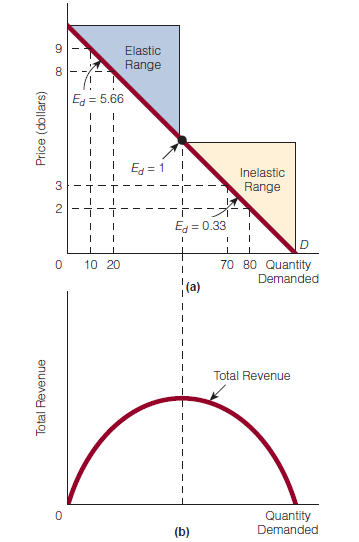 9
Elastic
Range
8
Ed = 5.66
Price (dollars)
Ed = 1
Inelastic
Range
3
2
Ed = 0.33
D
0 10 20 70 80 Quantity
Demanded
(a)
Total Revenue
Total Revenue
0
Quantity
Demanded
(b)